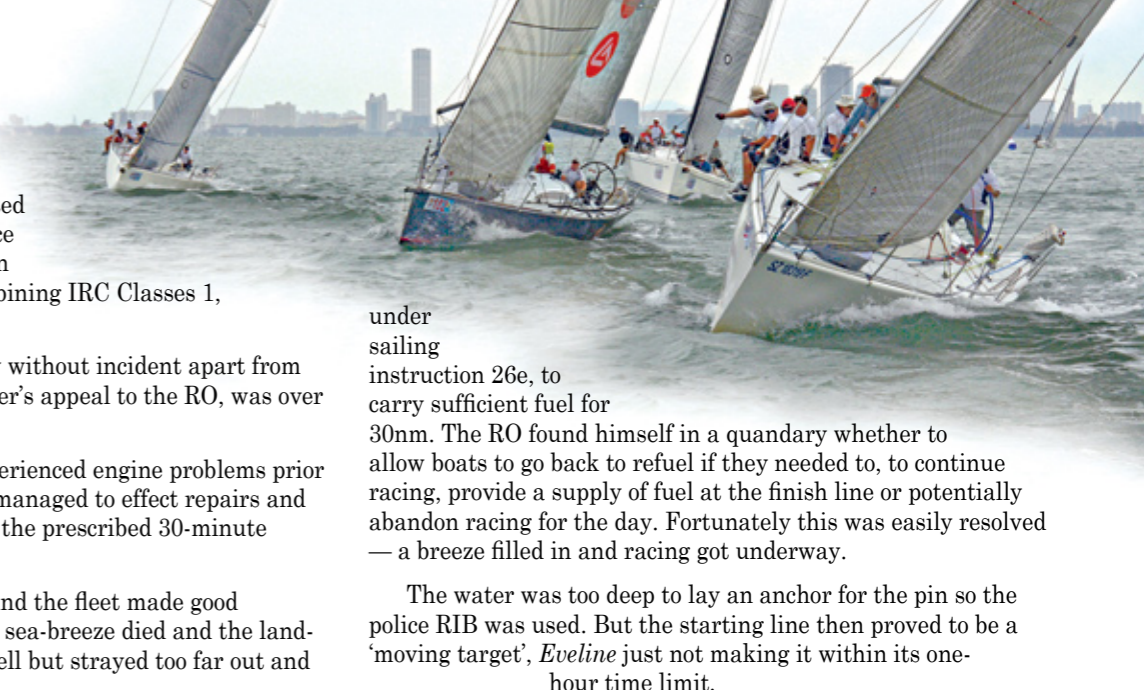 ed
ce
n
bining IRC Classes 1,
without incident apart from
er’s appeal to the RO, was over
perienced engine problems prior
managed to effect repairs and
the prescribed 30-minute
nd the fleet made good
sea-breeze died and the land-
ell but strayed too far out and
under
sailing
instruction 26e, to
carry sufficient fuel for
30nm. The RO found himself in a quandary whether to
allow boats to go back to refuel if they needed to, to continue
racing, provide a supply of fuel at the finish line or potentially
abandon racing for the day. Fortunately this was easily resolved
— a breeze filled in and racing got underway.
The water was too deep to lay an anchor for the pin so the
police RIB was used. But the starting line then proved to be a
‘moving target’, Eveline just not making it within its one-
hour time limit.